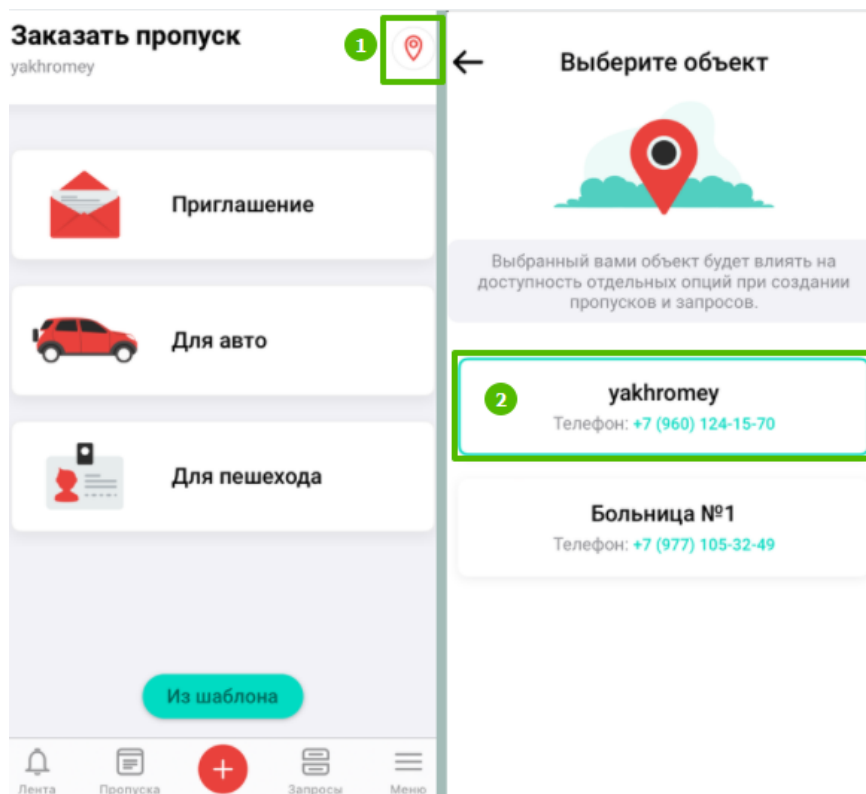 Заказать пропуск
yakhromey
1
Приглашение
Для авто
Для пешехода
Из шаблона
Лента
Пропуска
Запросы
Меню
Выберите объект
Выбранный вами объект будет влиять на
доступность отдельных опций при создании
пропусков и запросов.
2
yakhromey
Телефон: +7 (960) 124-15-70
Больница №1
Телефон: +7 (977) 105-32-49